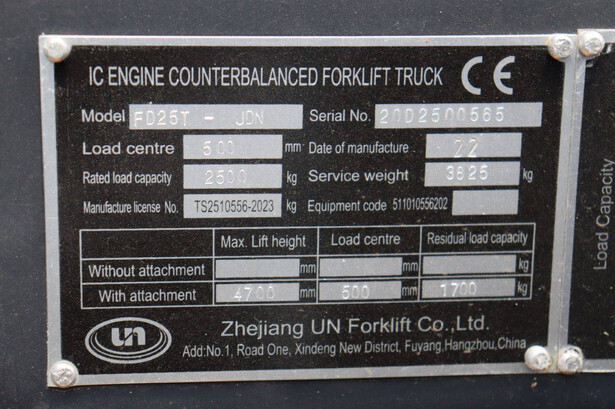 IC ENGINE COUNTERBALANCED FORKLIFT TRUCK CE
Model FD25T - JDN Serial No. 20D2500565
Load centre 500 mm Date of manufacture 22
Rated load capacity 2500 kg Service weight 3825 kg
Manufacture license No. TS2510556-2023 kg Equipment code 511010556202
Max. Lift height Load centre Residual load capacity
Without attachment mm mm kg
With attachment 4700 mm 500 mm 1700 kg
UN
Zhejiang UN Forklift Co.,Ltd.
Add:No.1, Road One, Xindeng New District, Fuyang,Hangzhou,China
Load Capacity